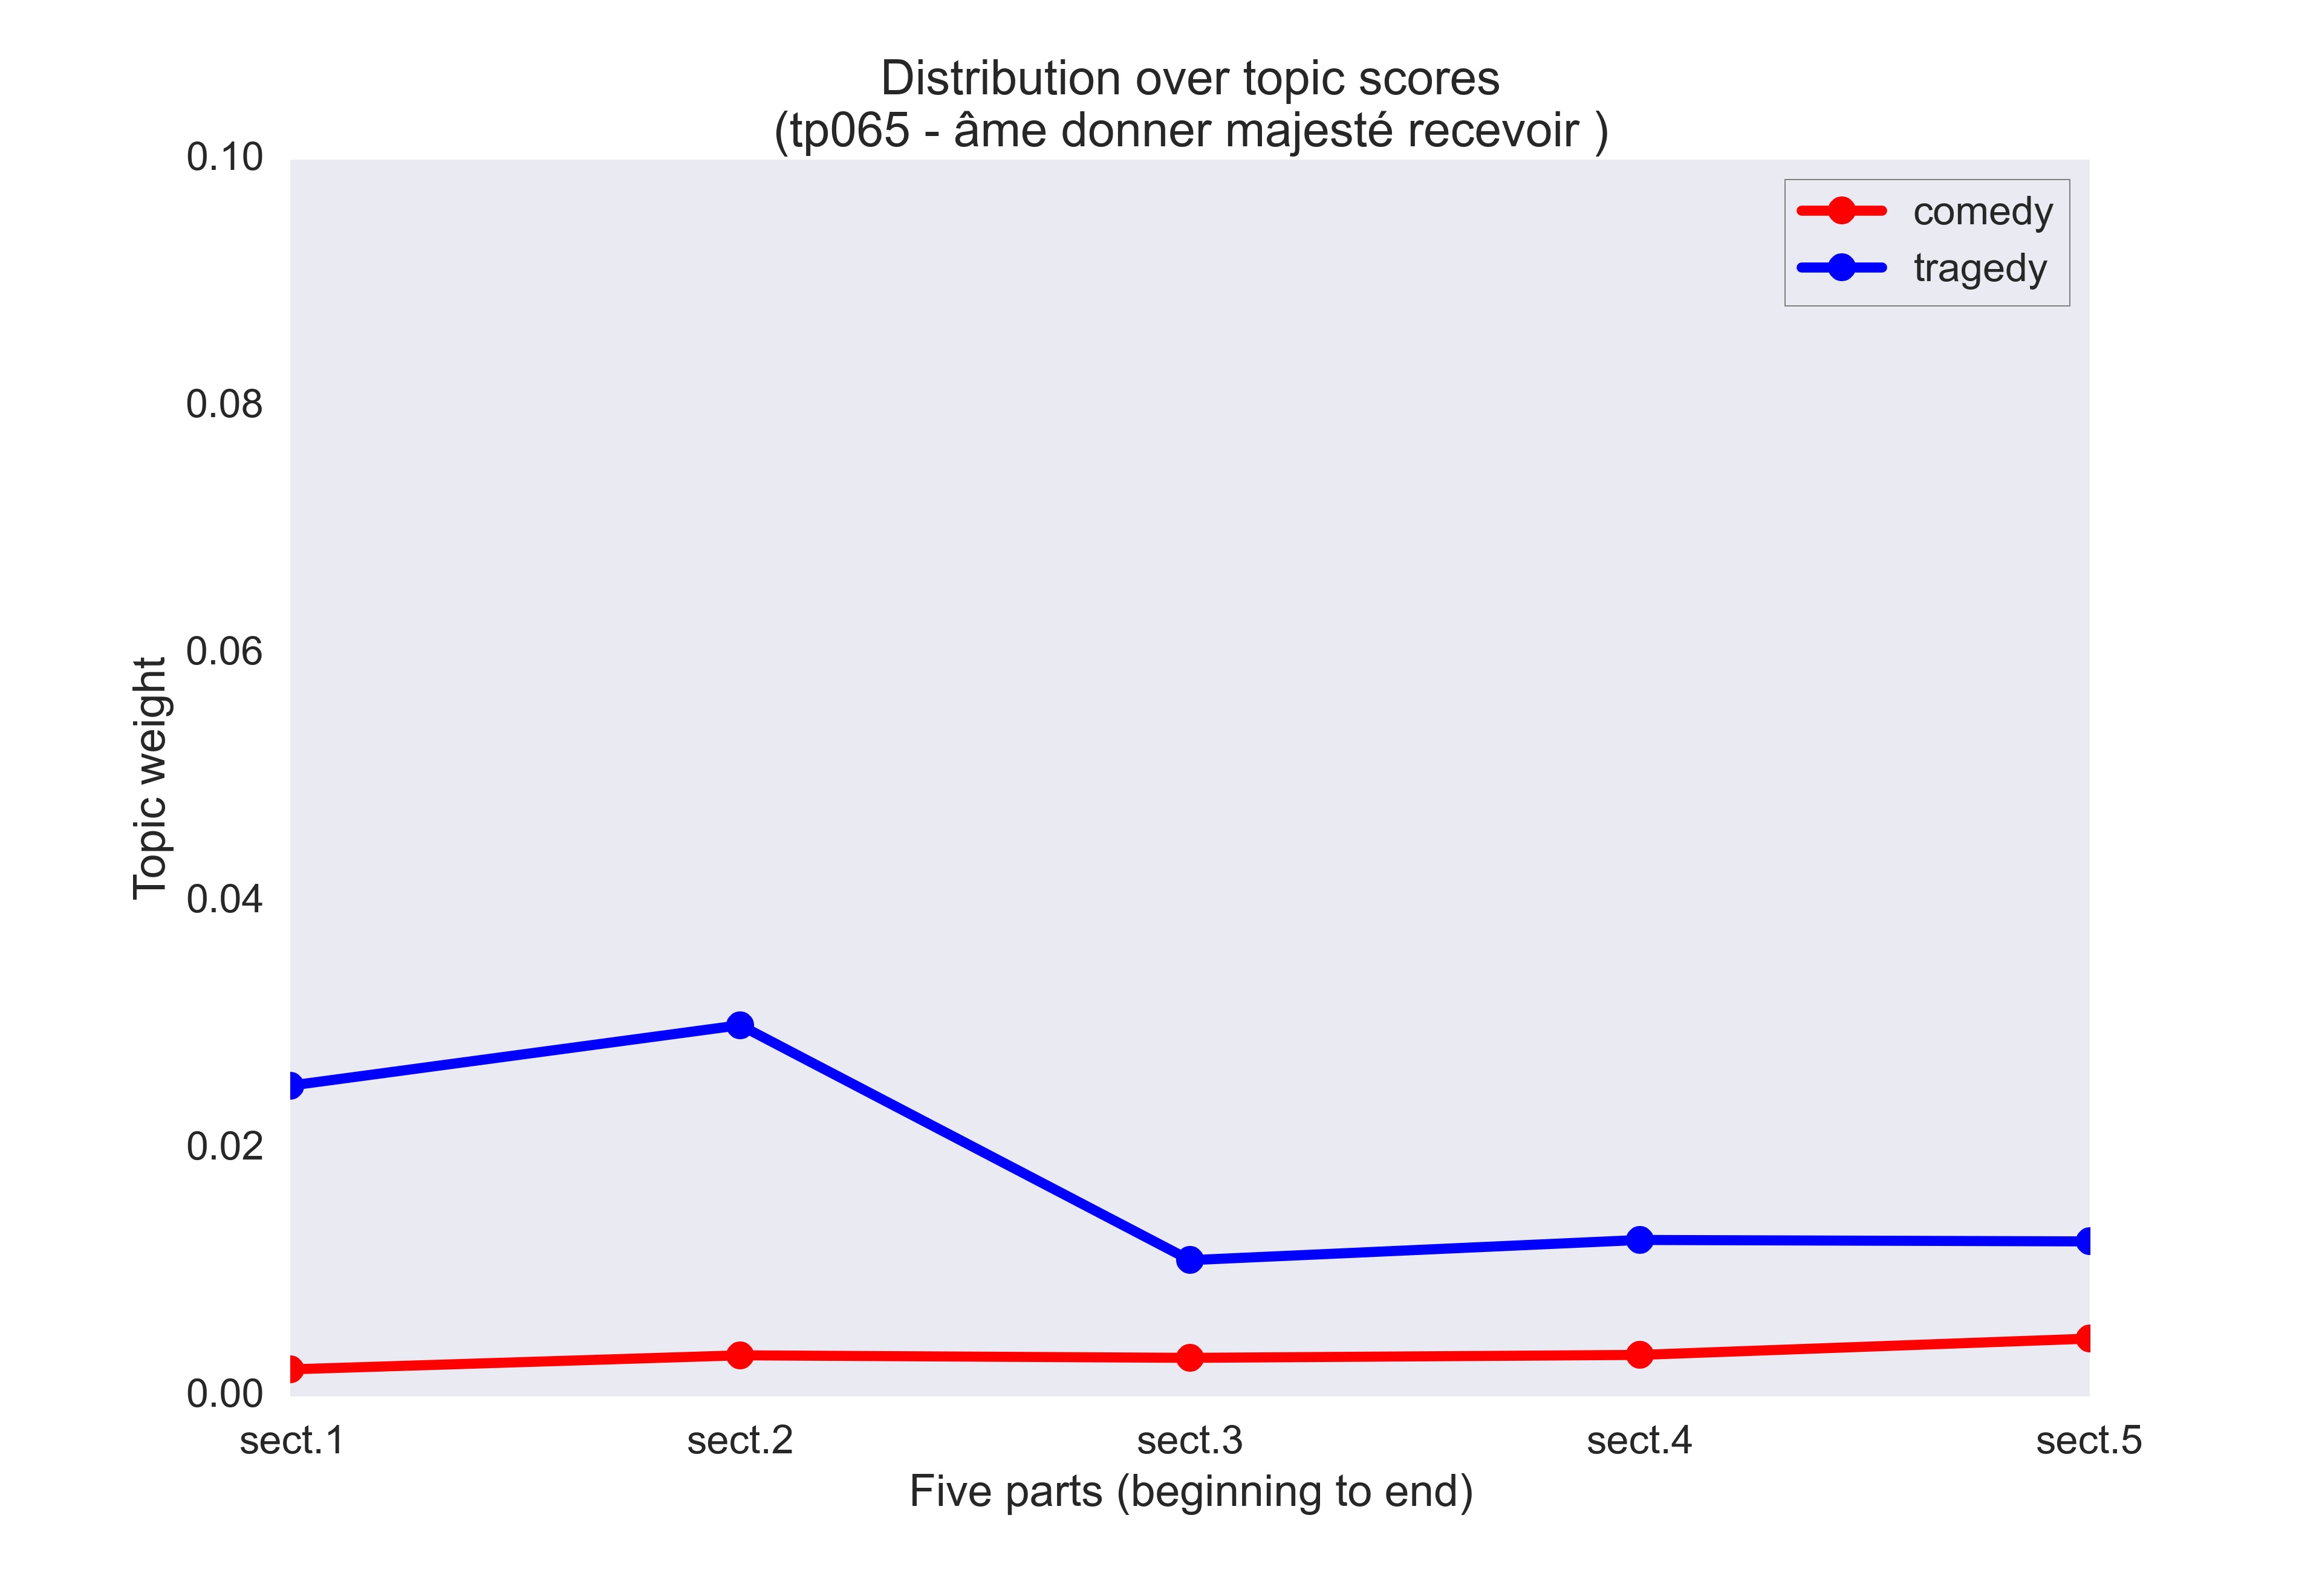 Distribution over topic scores
(tp065 - âme donner majesté recevoir )
0.10
0.08
0.06
0.04
0.02
0.00
Topic weight
comedy
tragedy
sect.1
sect.2
sect.3
sect.4
sect.5
Five parts (beginning to end)